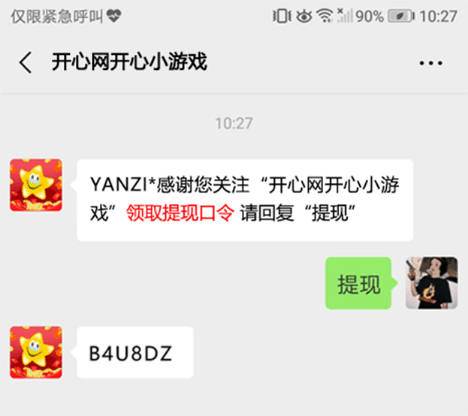 仅限紧急呼叫 90% 10:27
开心网开心小游戏
10:27
YANZI*感谢您关注“开心网开心小游
戏”领取提现口令 请回复“提现”
提现
B4U8DZ